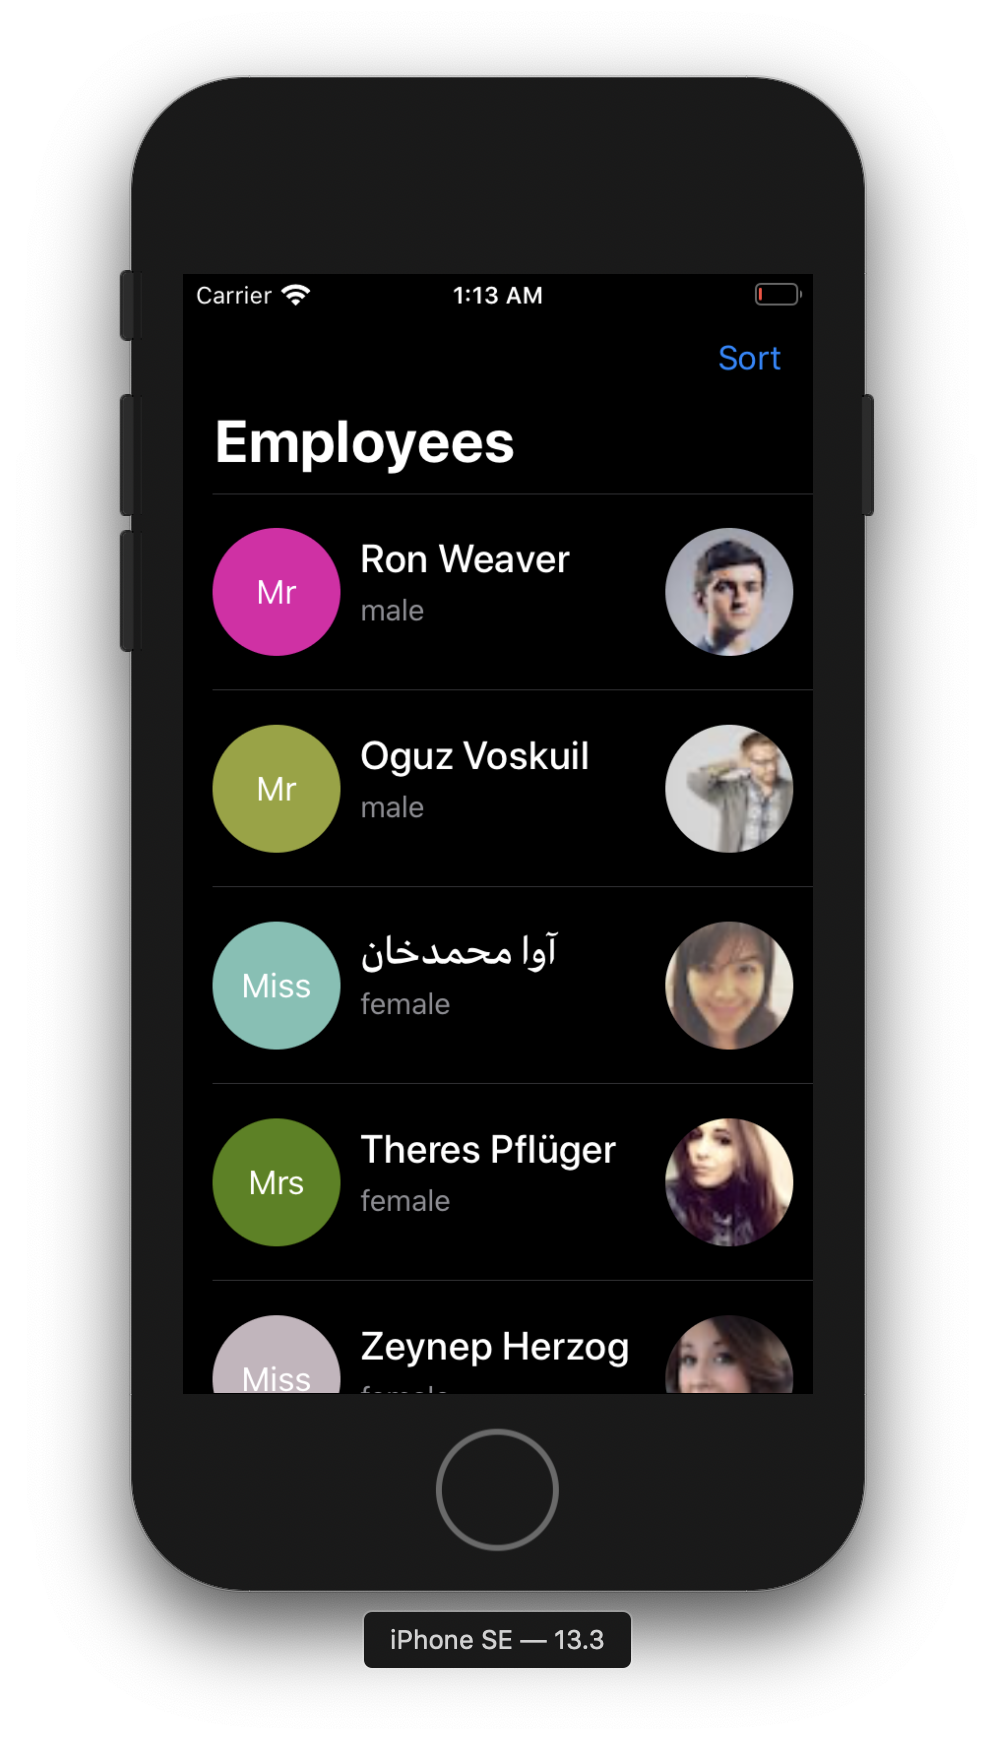 Carrier 1:13 AM
Sort
Employees
Mr
Ron Weaver
male
Mr
Oguz Voskuil
male
Miss
آوا محمدخان
female
Mrs
Theres Pflüger
female
Miss
Zeynep Herzog
female
iPhone SE — 13.3